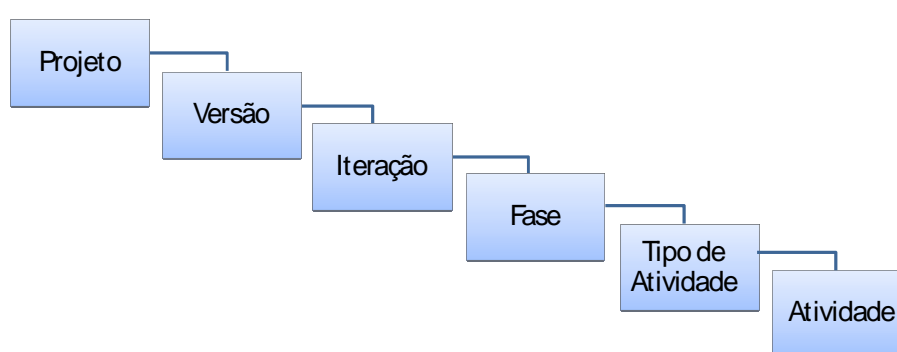 Projeto
Versão
Iteração
Fase
Tipo de
Atividade
Atividade